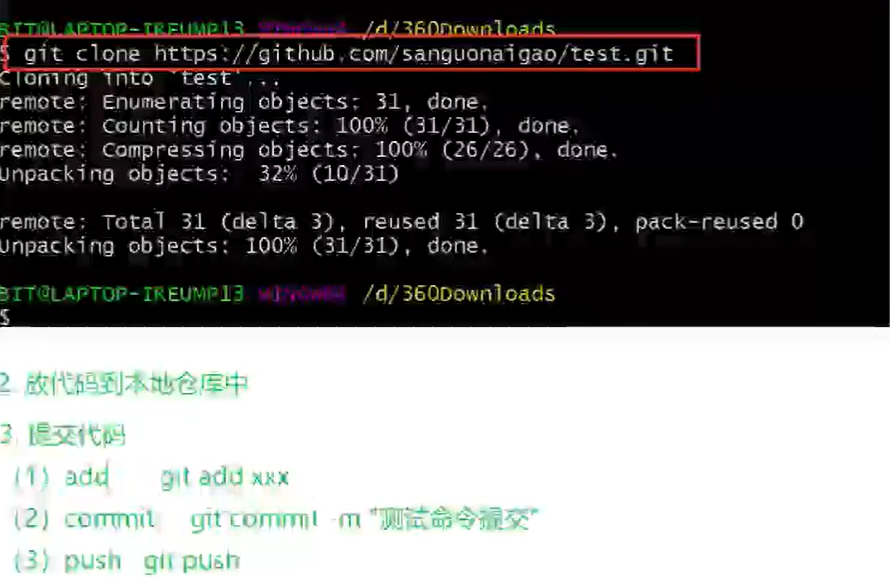 BIT@LAPTOP-IREUMP13 MINGW64 /d/360Downloads
$ git clone https://github.com/sanguonaigao/test.git
Cloning into 'test'...
remote: Enumerating objects: 31, done.
remote: Counting objects: 100% (31/31), done.
remote: Compressing objects: 100% (26/26), done.
Unpacking objects:  32% (10/31)
remote: Total 31 (delta 3), reused 31 (delta 3), pack-reused 0
Unpacking objects: 100% (31/31), done.
BIT@LAPTOP-IREUMP13 MINGW64 /d/360Downloads
$
2. 放代码到本地仓库中
3. 提交代码
(1) add git add xxx
(2) commit git commit -m "测试命令提交"
(3) push git push